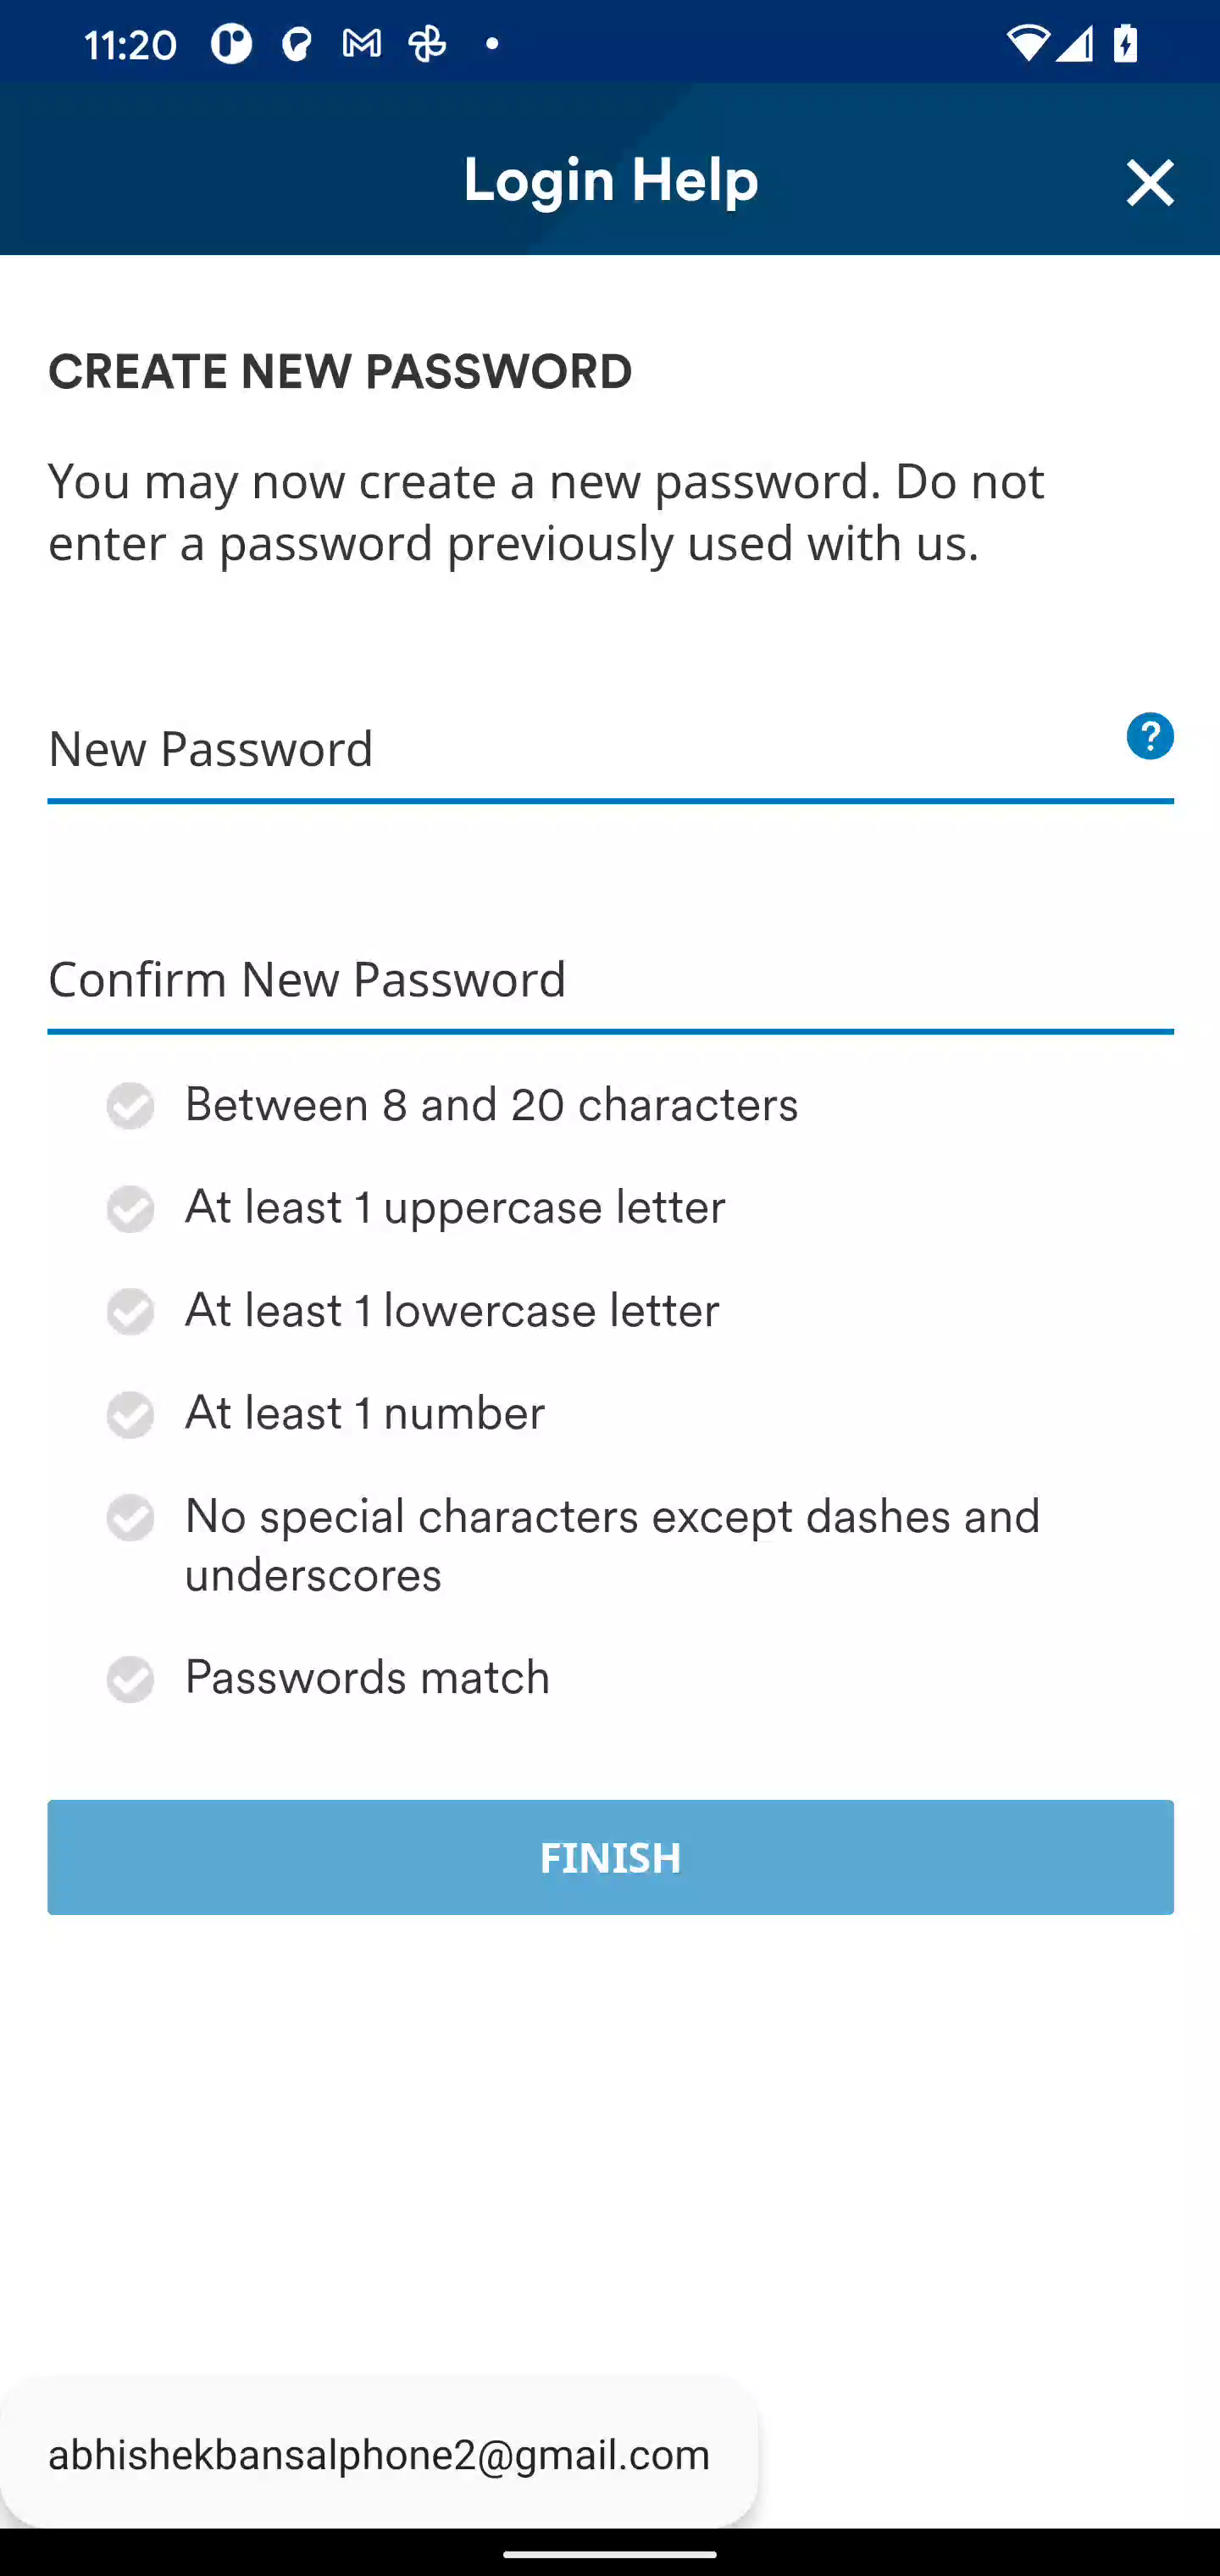 11:20
Login Help
CREATE NEW PASSWORD
You may now create a new password. Do not
enter a password previously used with us.
New Password
?
Confirm New Password
Between 8 and 20 characters
At least 1 uppercase letter
At least 1 lowercase letter
At least 1 number
No special characters except dashes and
underscores
Passwords match
FINISH
abhishekbansalphone2@gmail.com